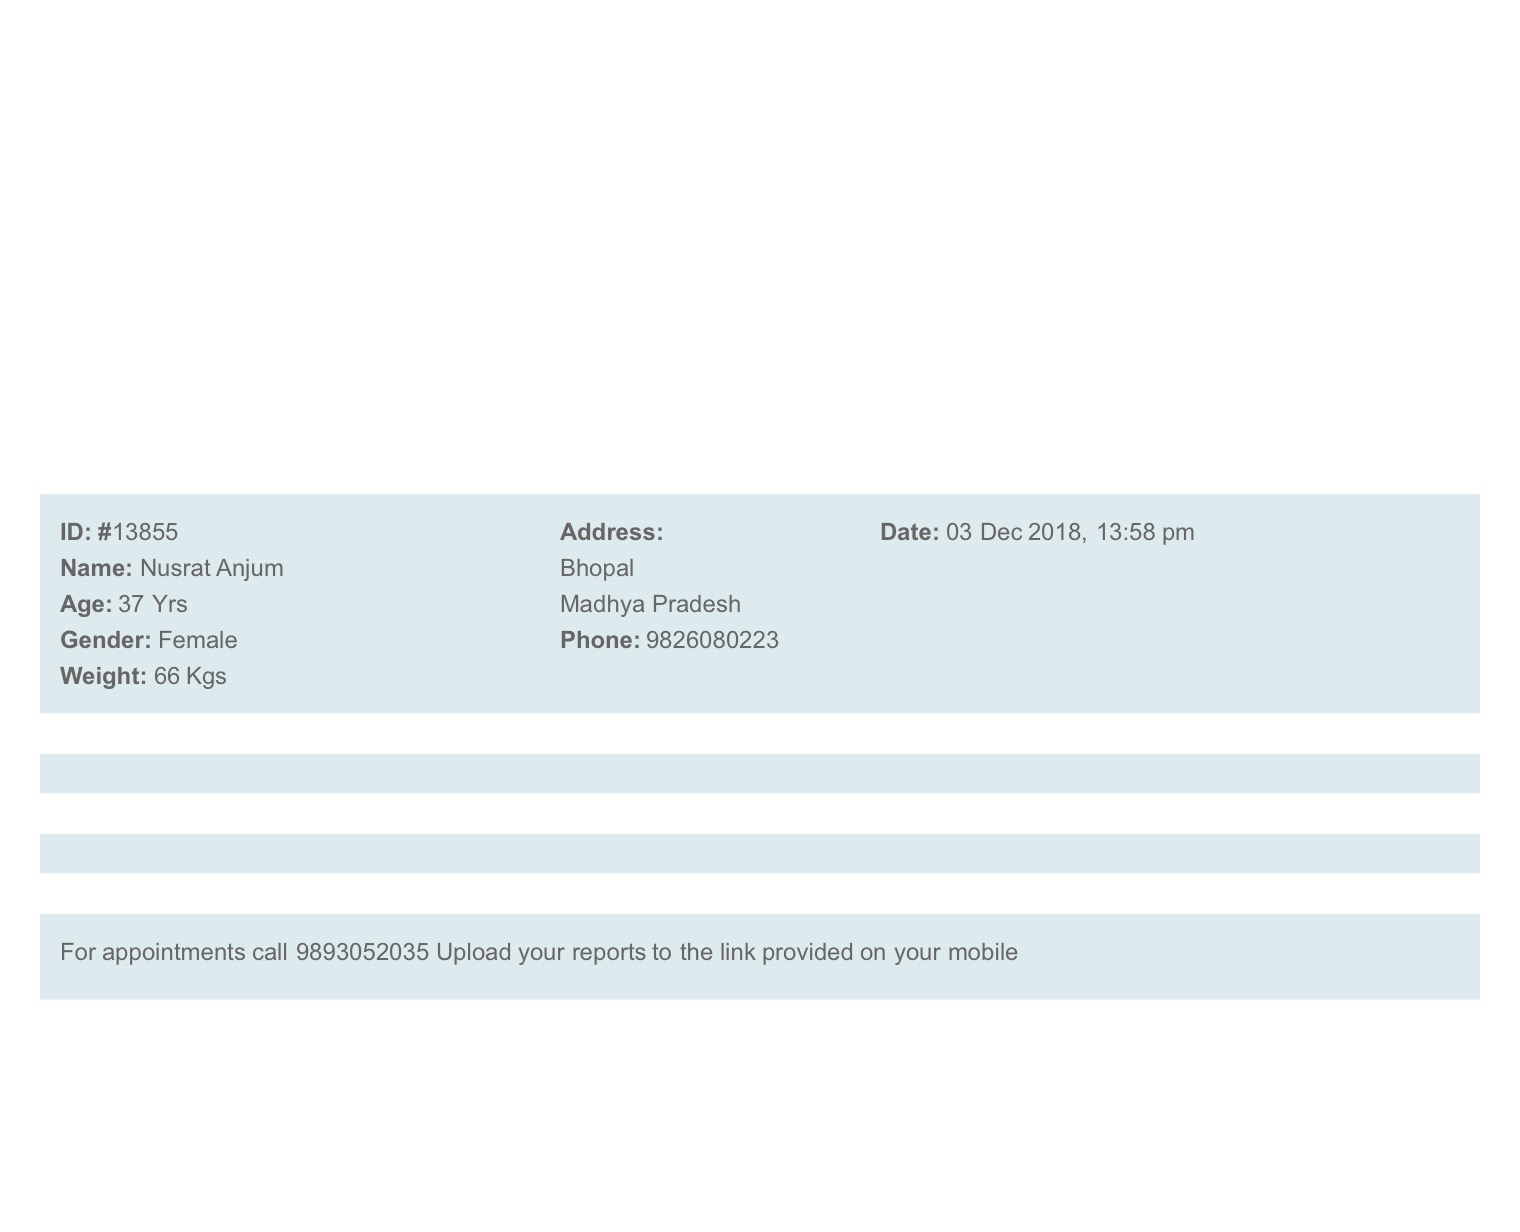 ID: #13855
Name: Nusrat Anjum
Age: 37 Yrs
Gender: Female
Weight: 66 Kgs
Address:
Bhopal
Madhya Pradesh
Phone: 9826080223
Date: 03 Dec 2018, 13:58 pm
For appointments call 9893052035 Upload your reports to the link provided on your mobile